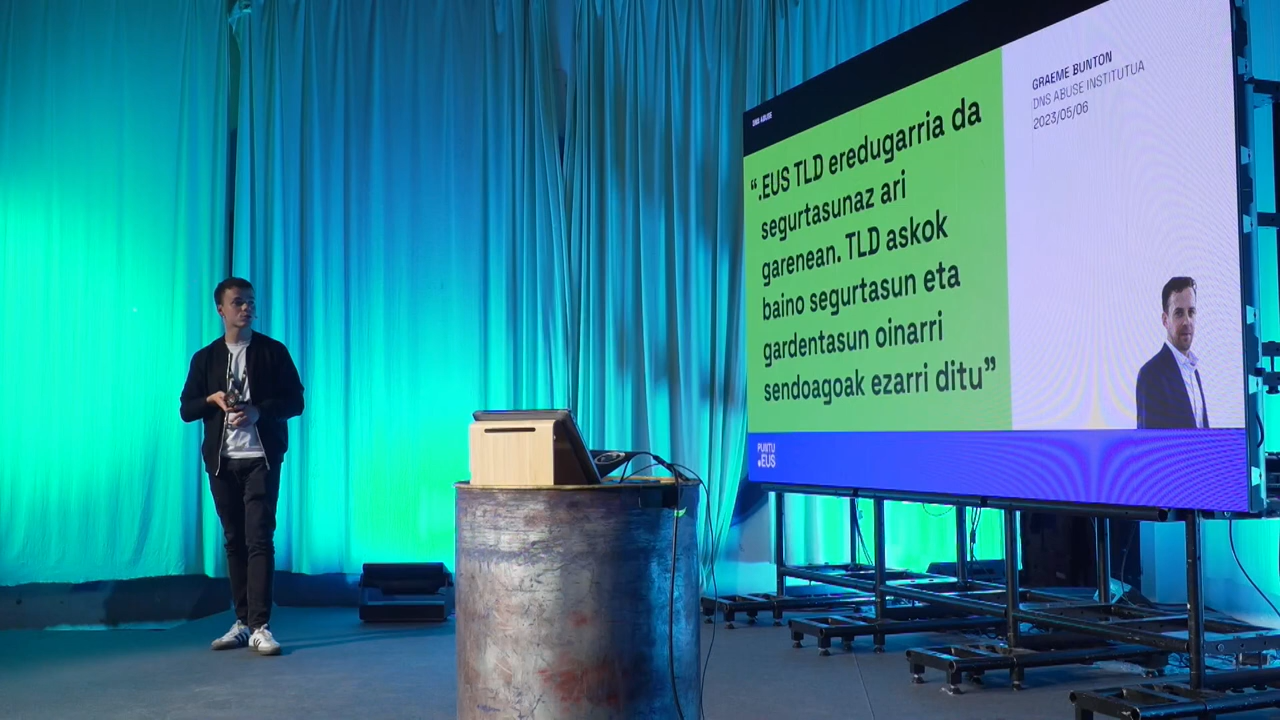 DNS ABUSE
“.EUS TLD eredugarria da
segurtasunaz ari
garenean. TLD askok
baino segurtasun eta
gardentasun oinarri
sendoagoak ezarri ditu”
GRAEME BUNTON
DNS ABUSE INSTITUTUA
2023/05/06
PUNTU
.EUS